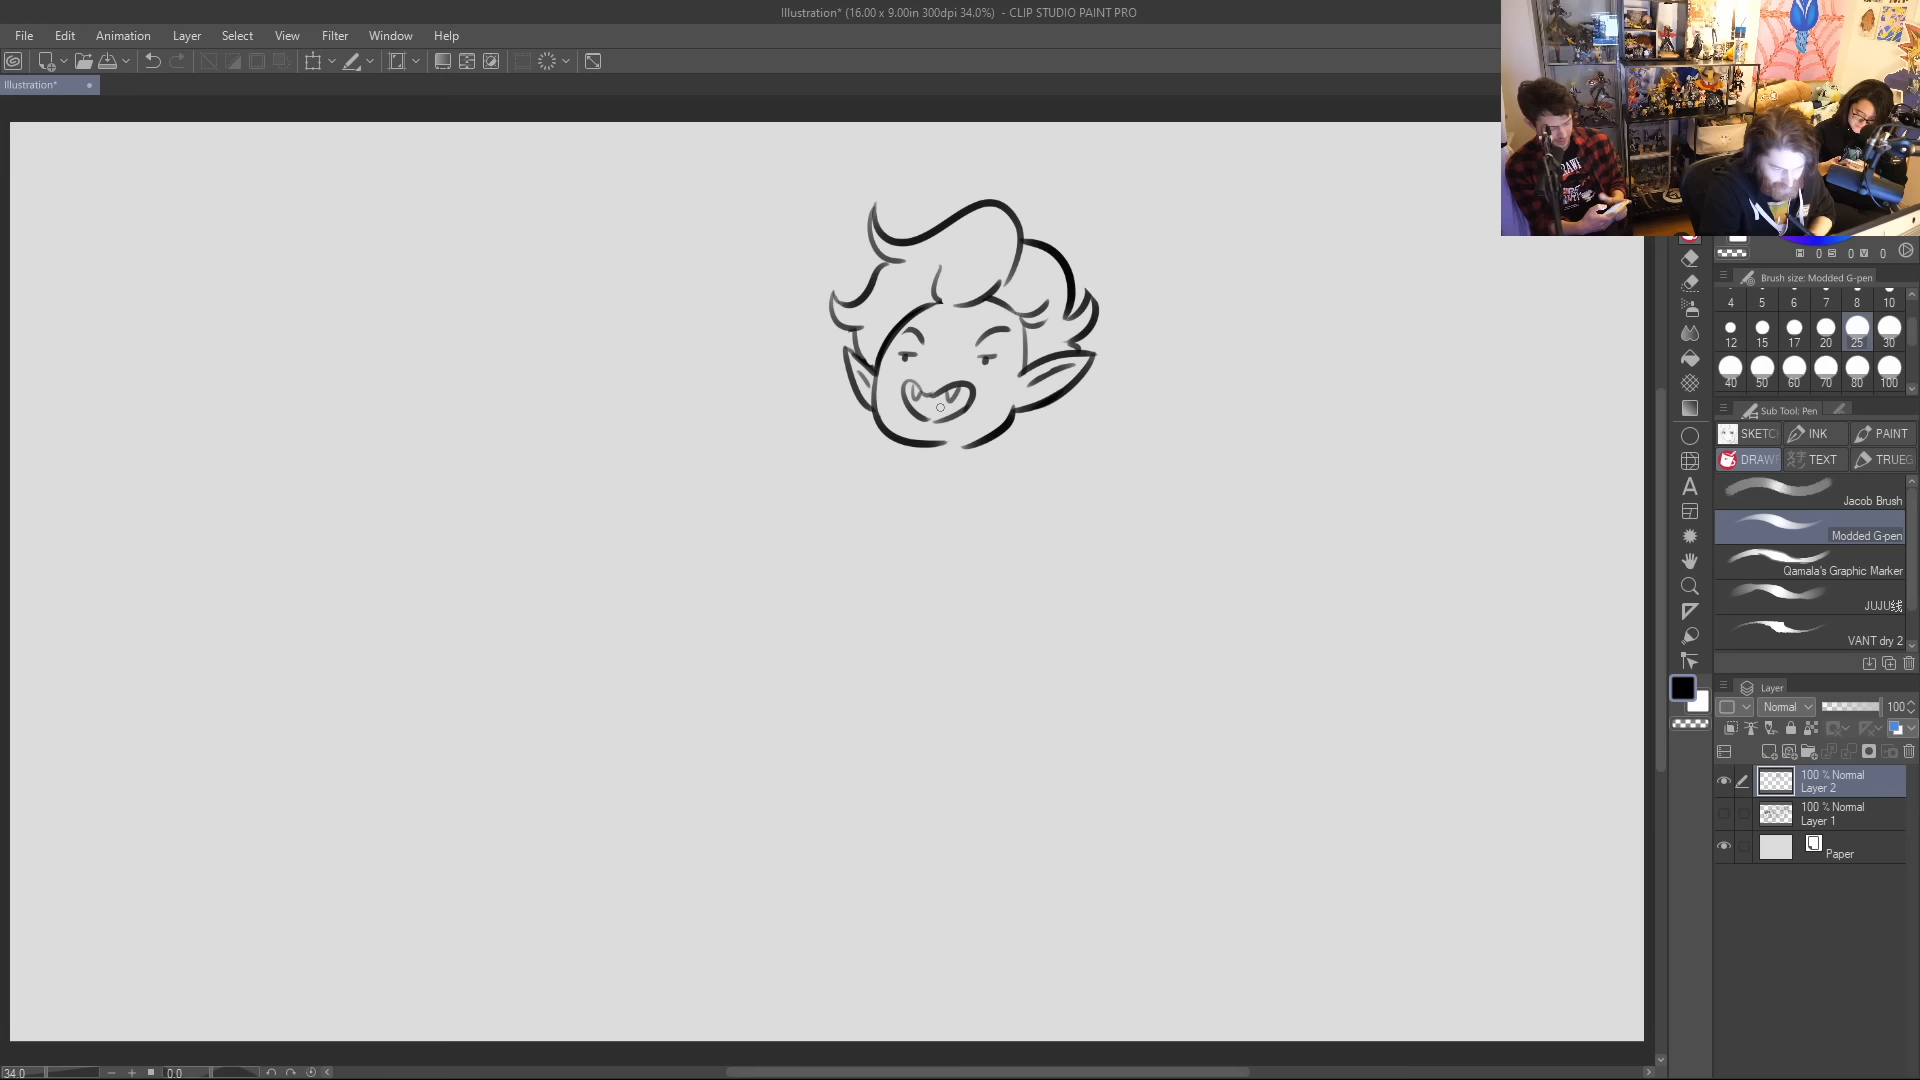 Illustration* (16.00 x 9.00in 300dpi 34.0%) - CLIP STUDIO PAINT PRO
File Edit Animation Layer Select View Filter Window Help
Illustration*
0 0 0
Brush size: Modded G-pen
4 5 6 7 8 10
12 15 17 20 25 30
40 50 60 70 80 100
Sub Tool: Pen
SKETC INK PAINT
DRAW TEXT TRUEG
Jacob Brush
Modded G-pen
Qamala's Graphic Marker
JUJU线
VANT dry 2
Layer
Normal 100
100 % Normal
Layer 2
100 % Normal
Layer 1
Paper
34.0 0.0